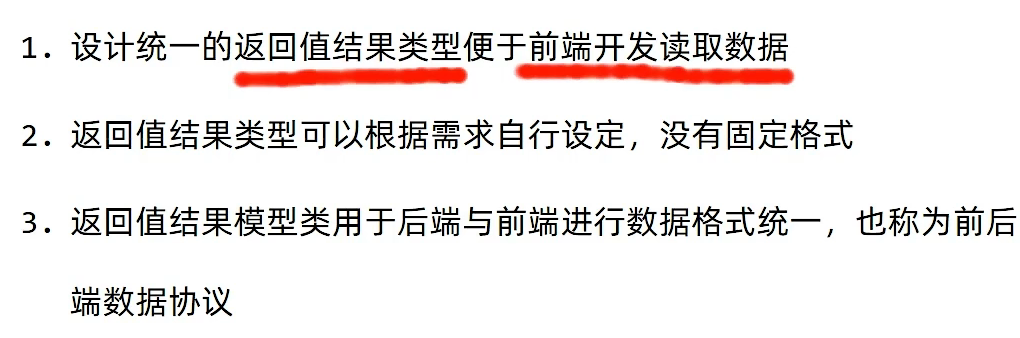 1. 设计统一的返回值结果类型便于前端开发读取数据
2. 返回值结果类型可以根据需求自行设定，没有固定格式
3. 返回值结果模型类用于后端与前端进行数据格式统一，也称为前后
端数据协议